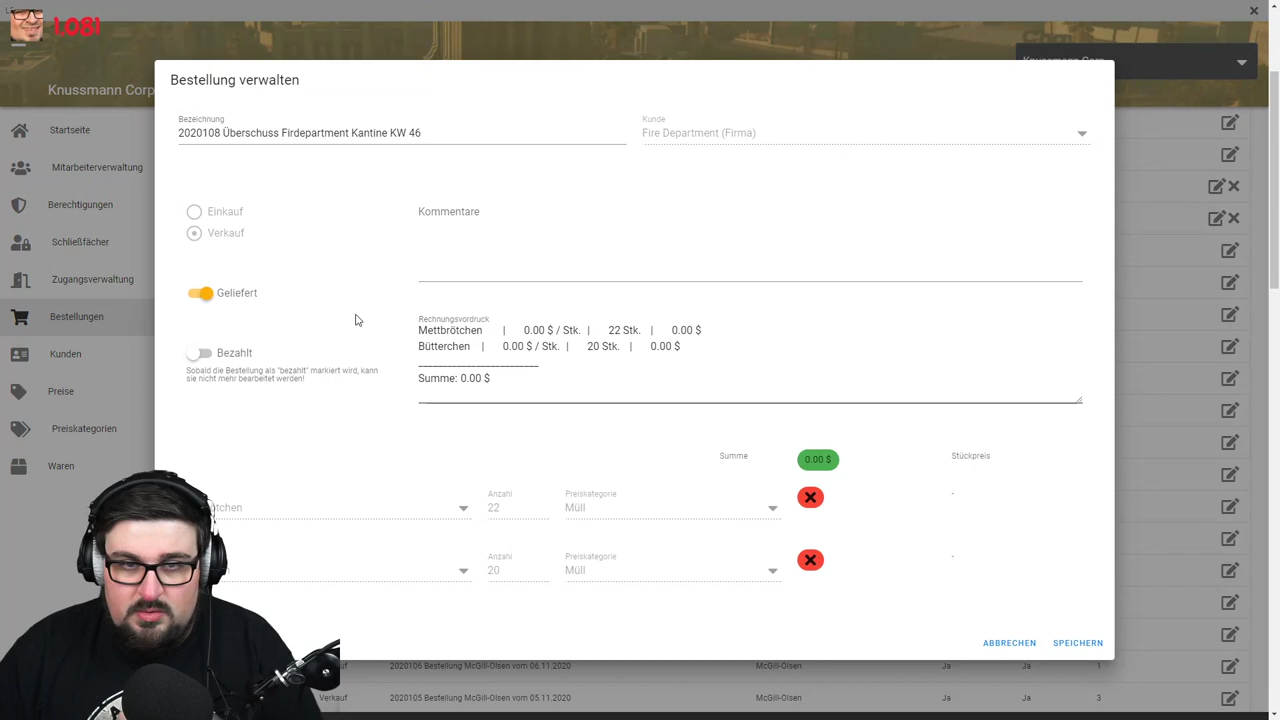 LOBI
Knussmann Corp
Bestellung verwalten
Bezeichnung
2020108 Überschuss Firdepartment Kantine KW 46
Kunde
Fire Department (Firma)
Einkauf
Verkauf
Geliefert
Bezahlt
Sobald die Bestellung als "bezahlt" markiert wird, kann
sie nicht mehr bearbeitet werden!
Kommentare
Rechnungsvordruck
Mettbrötchen | 0.00 $ / Stk. | 22 Stk. | 0.00 $
Bütterchen | 0.00 $ / Stk. | 20 Stk. | 0.00 $
________________________
Summe: 0.00 $
Summe
0.00 $
Stückpreis
Anzahl
22
Preiskategorie
Müll
-
Anzahl
20
Preiskategorie
Müll
-
ABBRECHEN
SPEICHERN
Startseite
Mitarbeiterverwaltung
Berechtigungen
Schließfächer
Zugangsverwaltung
Bestellungen
Kunden
Preise
Preiskategorien
Waren
2020106 Bestellung McGill-Olsen vom 06.11.2020 McGill-Olsen Ja Ja 1
Verkauf 2020105 Bestellung McGill-Olsen vom 05.11.2020 McGill-Olsen Ja Ja 3